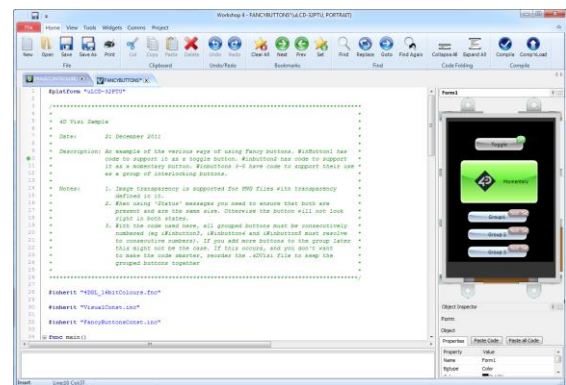 Workshop 4 - FANCYBUTTONS*(uLCD-32PTU, PORTRAIT)
File Home View Tools Widgets Comms Project
New Open Save Save As Print Cut Copy Paste Delete Undo Redo Clear All Next Prev Set Find Replace Goto Find Again Collapse All Expand All Compile CompLoad
File Clipboard Undo/Redo Bookmarks Find Code Folding Compile
FANCYBUTTONS*
#platform "uLCD-32PTU"
4D Visi Sample
Date: 2: December 2011
Description: An example of the various ways of using Fancy buttons. WinButton1 has
code to support it as a toggle button. Winbutton2 has code to support
it as a momentary button. Winbuttons 3-5 have code to support their use
as a group of interlocking buttons.
Notes: 1. Image transparency is supported for PNG files with transparency
defined in it.
2. When using 'Status' messages you need to ensure that both are
present and are the same size. Otherwise the button will not look
right in both states.
3. With the code used here, all grouped buttons must be consecutively
numbered (eg iWinbutton3, iWinbutton4 and iWinbutton5 must resolve
to consecutive numbers). If you add more buttons to the group later
this might not be the case. If this occurs, and you don't want
to make the code smarter, reorder the .4DVisi file to keep the
grouped buttons together
#inherit "4DGL_16bitColours.fnc"
#inherit "VisualConst.inc"
#inherit "FancyButtonsConst.inc"
func main()
Form1
Toggle
4D Momentary
Group 1
Group 2
Group 3
Object Inspector
Form
Object
Properties Paste Code Paste all Code
Property Value
Name Form1
Bgtype Color
Insert Line10 Col37